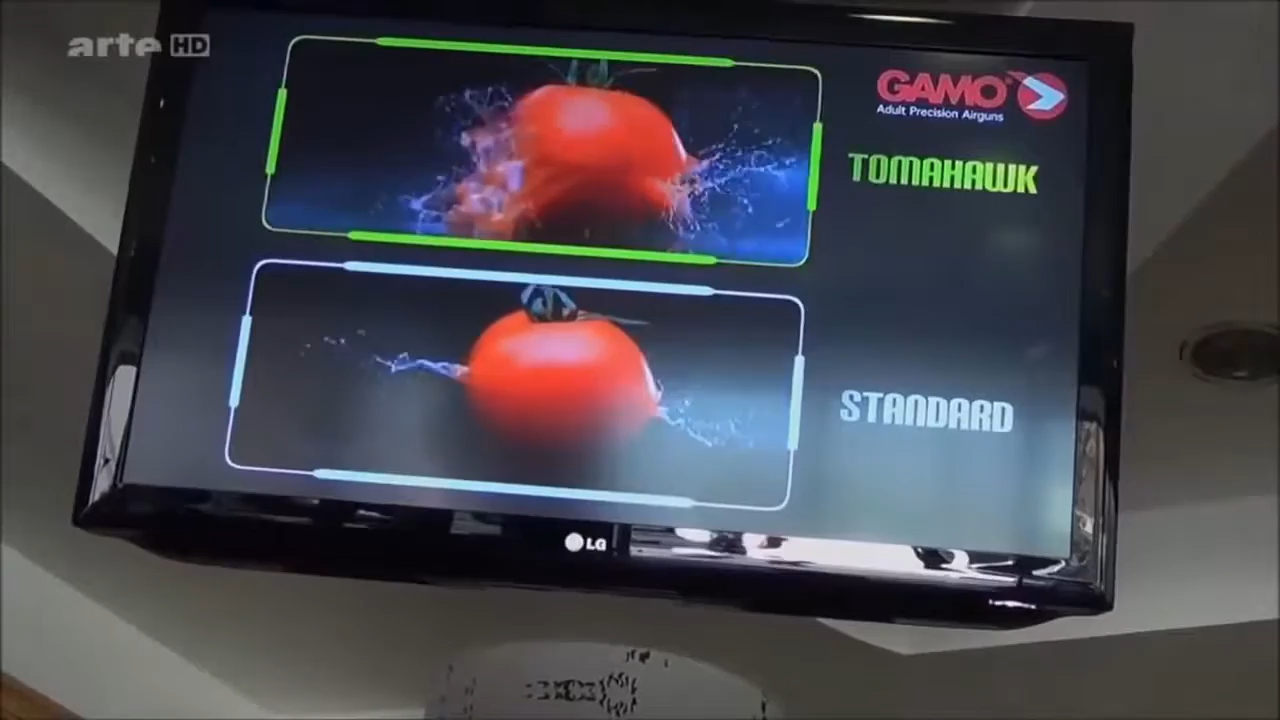 arte HD
GAMO
Adult Precision Airguns
TOMAHAWK
STANDARD
LG